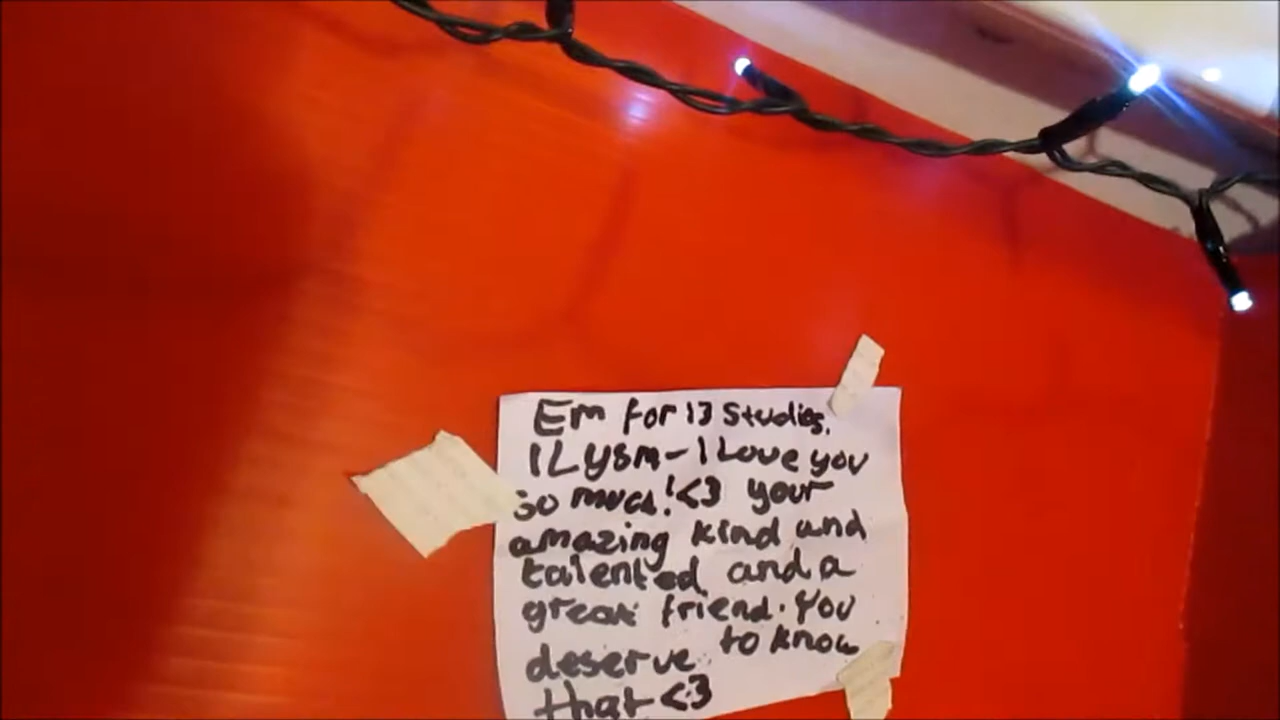 Em for 13 Studies.
ILYSM - I Love you
so much! <3 your
amazing kind and
talented and a
great friend. You
deserve to know
that <3